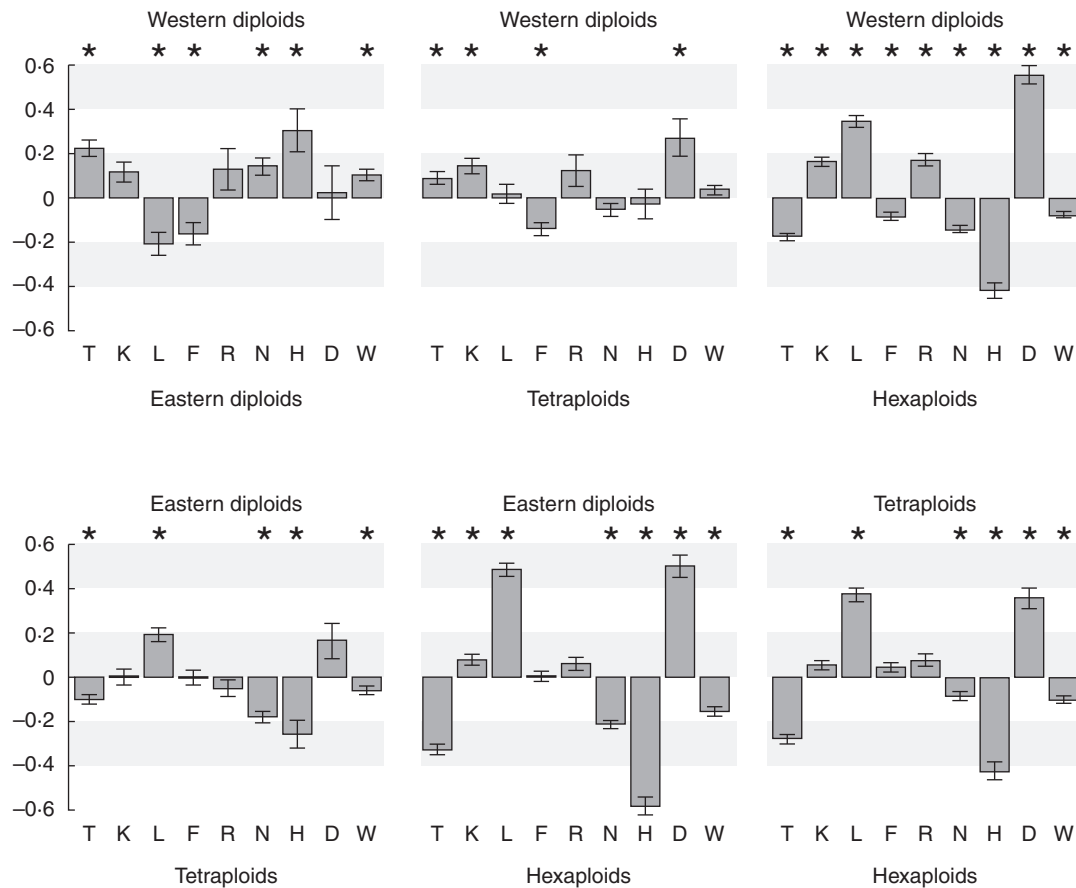 Western diploids Western diploids Western diploids
* * * * * * * * * * * * * * * * * * *
0·6
0·4
0·2
0
–0·2
–0·4
–0·6
T K L F R N H D W T K L F R N H D W T K L F R N H D W
Eastern diploids Tetraploids Hexaploids
Eastern diploids Eastern diploids Tetraploids
* * * * * * * * * * * * * * * * * *
0·6
0·4
0·2
0
–0·2
–0·4
–0·6
T K L F R N H D W T K L F R N H D W T K L F R N H D W
Tetraploids Hexaploids Hexaploids